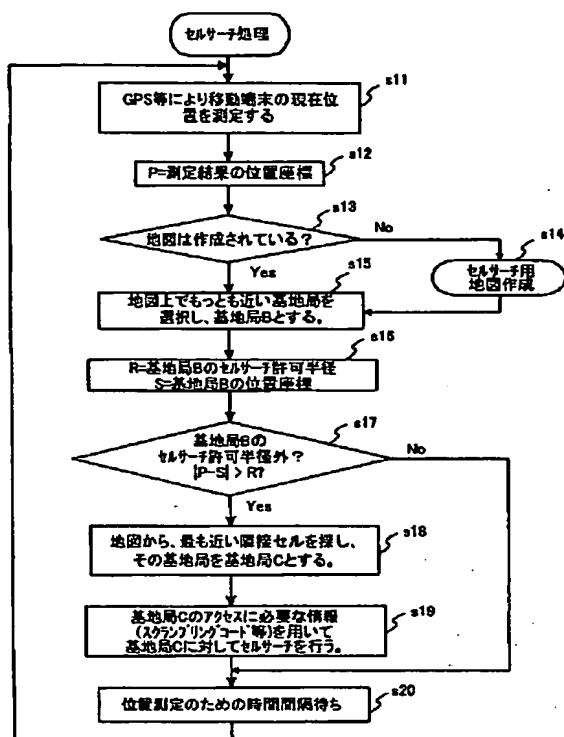 セルサーチ処理
s11
GPS等により移動端末の現在位
置を測定する
s12
P=測定結果の位置座標
s13
地図は作成されている？
No
s14
Yes
s15
セルサーチ用
地図作成
地図上でもっとも近い基地局を
選択し、基地局Bとする。
s16
R=基地局Bのセルサーチ許可半径
S=基地局Bの位置座標
s17
基地局Bの
セルサーチ許可半径外？
|P-S| > R?
No
Yes
s18
地図から、最も近い隣接セルを探し、
その基地局を基地局Cとする。
s19
基地局Cのアクセスに必要な情報
(スクランブリングコード等)を用いて
基地局Cに対してセルサーチを行う。
s20
位置測定のための時間間隔待ち